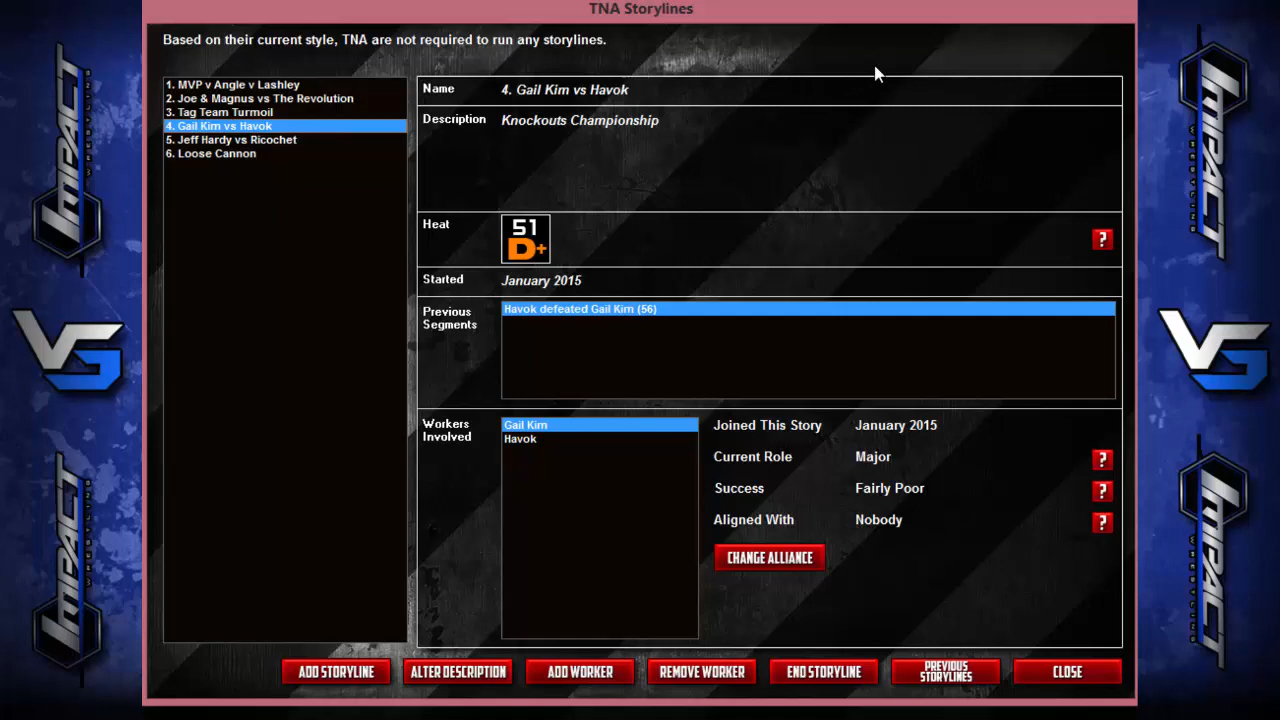 TNA Storylines
Based on their current style, TNA are not required to run any storylines.
1. MVP v Angle v Lashley
2. Joe & Magnus vs The Revolution
3. Tag Team Turmoil
4. Gail Kim vs Havok
5. Jeff Hardy vs Ricochet
6. Loose Cannon
Name
4. Gail Kim vs Havok
Description
Knockouts Championship
Heat
51
D+
?
Started
January 2015
Previous
Segments
Havok defeated Gail Kim (56)
Workers
Involved
Gail Kim
Havok
Joined This Story
January 2015
Current Role
Major
?
Success
Fairly Poor
?
Aligned With
Nobody
?
CHANGE ALLIANCE
ADD STORYLINE
ALTER DESCRIPTION
ADD WORKER
REMOVE WORKER
END STORYLINE
PREVIOUS
STORYLINES
CLOSE
IMPACT
IMPACT
VG
VG
IMPACT
IMPACT